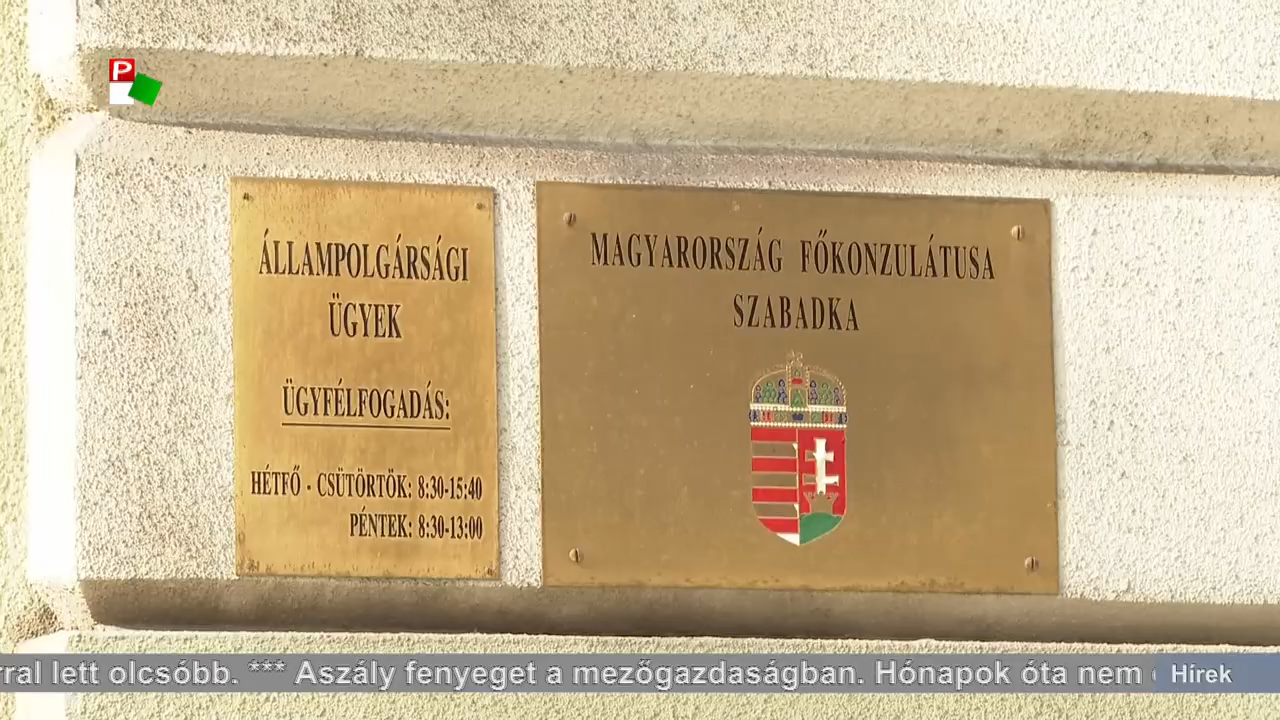 P
ÁLLAMPOLGÁRSÁGI
ÜGYEK
ÜGYFÉLFOGADÁS:
HÉTFŐ - CSÜTÖRTÖK: 8:30-15:40
PÉNTEK: 8:30-13:00
MAGYARORSZÁG FŐKONZULÁTUSA
SZABADKA
lett olcsóbb. *** Aszály fenyeget a mezőgazdaságban. Hónapok óta nem
Hírek